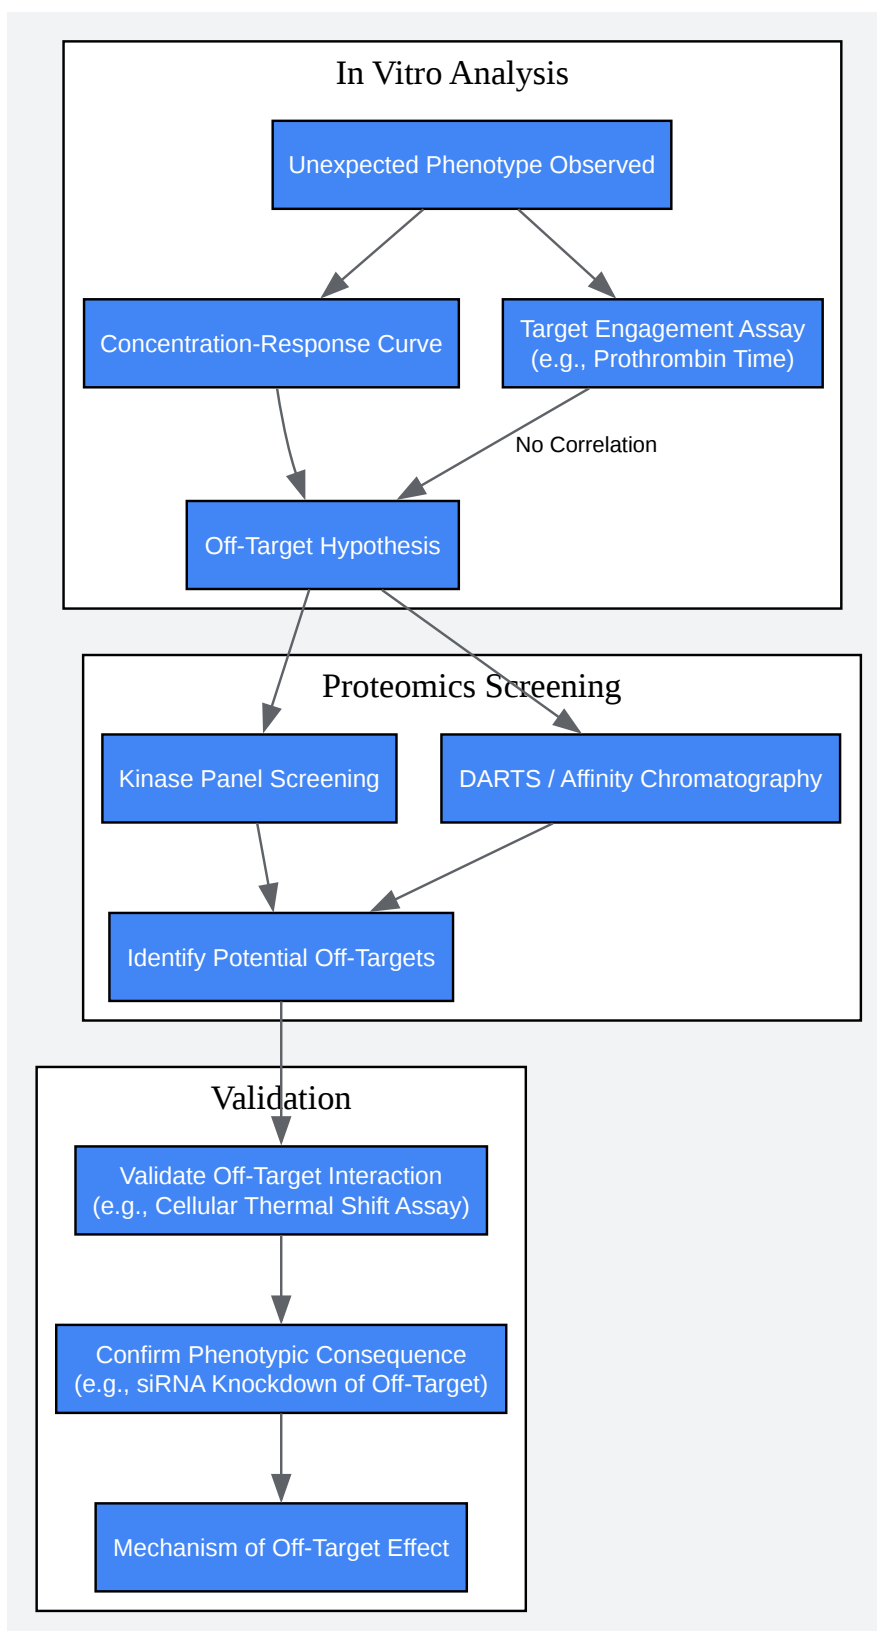 In Vitro Analysis
Unexpected Phenotype Observed
Concentration-Response Curve
Target Engagement Assay
(e.g., Prothrombin Time)
No Correlation
Off-Target Hypothesis
Proteomics Screening
Kinase Panel Screening
DARTS / Affinity Chromatography
Identify Potential Off-Targets
Validation
Validate Off-Target Interaction
(e.g., Cellular Thermal Shift Assay)
Confirm Phenotypic Consequence
(e.g., siRNA Knockdown of Off-Target)
Mechanism of Off-Target Effect